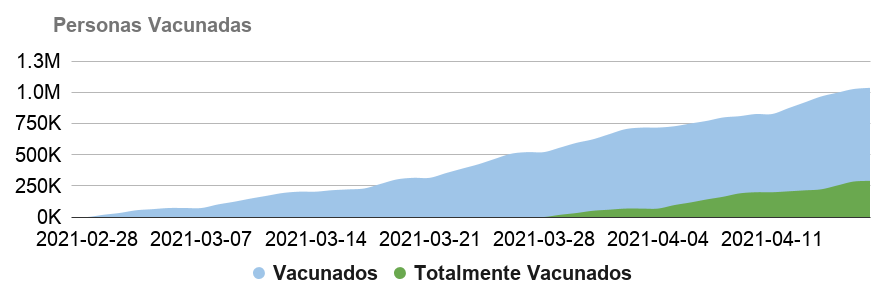 Personas Vacunadas
1.3M
1.0M
750K
500K
250K
0K
2021-02-28 2021-03-07 2021-03-14 2021-03-21 2021-03-28 2021-04-04 2021-04-11
Vacunados Totalmente Vacunados